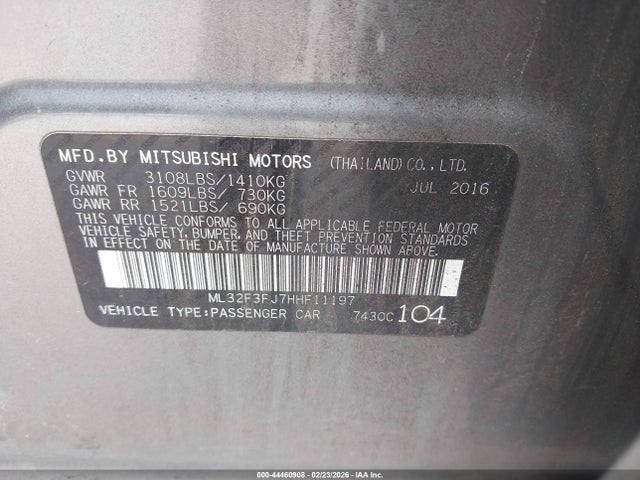 MFD.BY MITSUBISHI MOTORS (THAILAND)CO.,LTD.
GVWR 3108LBS/1410KG JUL 2016
GAWR FR 1609LBS/ 730KG
GAWR RR 1521LBS/ 690KG
THIS VEHICLE CONFORMS TO ALL APPLICABLE FEDERAL MOTOR
VEHICLE SAFETY,BUMPER,AND THEFT PREVENTION STANDARDS
IN EFFECT ON THE DATE OF MANUFACTURE SHOWN ABOVE.
ML32F3FJ7HHF11197
VEHICLE TYPE:PASSENGER CAR 7430C 104
000-44460908 - 02/23/2026 - IAAI.COM